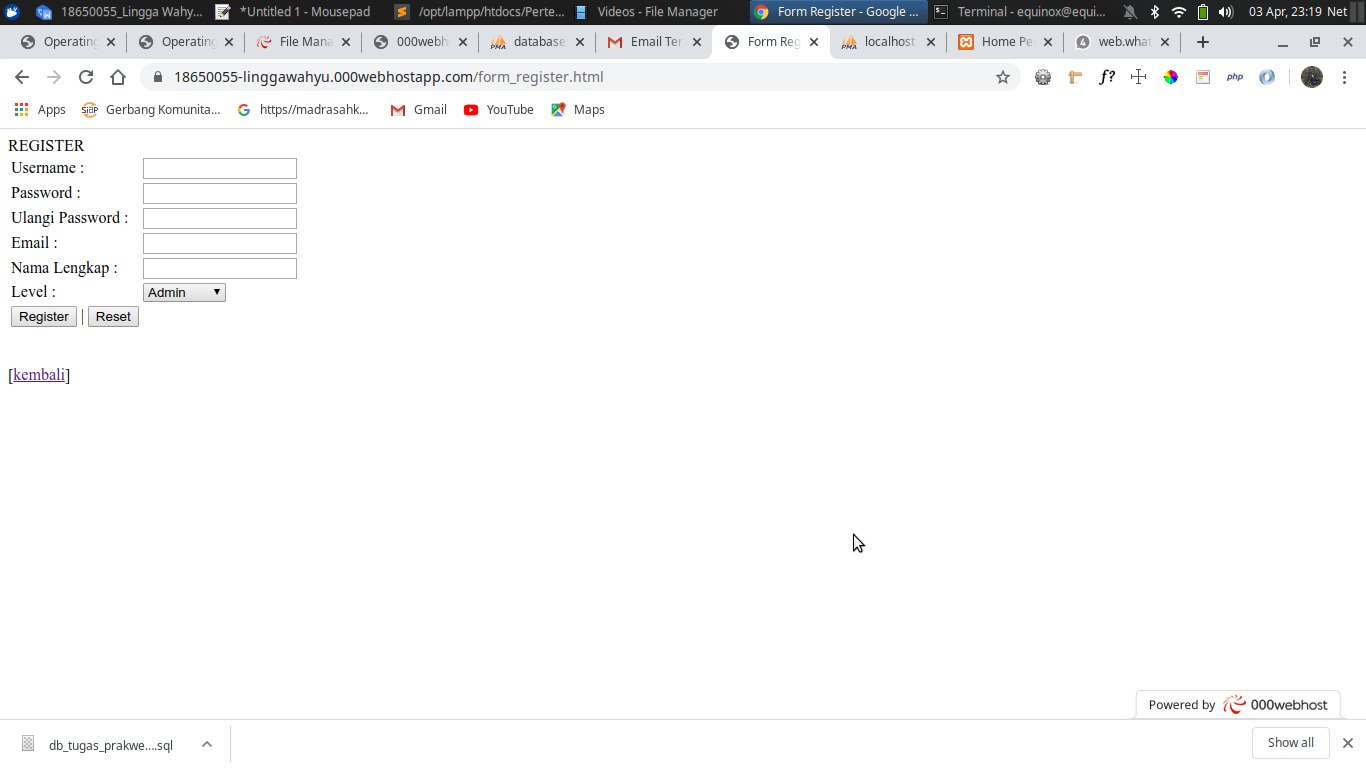 18650055_Lingga Wahy...
*Untitled 1 - Mousepad
/opt/lampp/htdocs/Perte...
Videos - File Manager
Form Register - Google ...
Terminal - equinox@equi...
03 Apr, 23:19 Net
Operating
Operating
File Mana
000webh
database
Email Ter
Form Reg
localhost
Home Pe
web.what
18650055-linggawahyu.000webhostapp.com/form_register.html
f?
php
Apps
Gerbang Komunita...
https//madrasahk...
Gmail
YouTube
Maps
REGISTER
Username :
Password :
Ulangi Password :
Email :
Nama Lengkap :
Level : Admin
Register | Reset
[kembali]
Powered by 000webhost
db_tugas_prakwe....sql
Show all